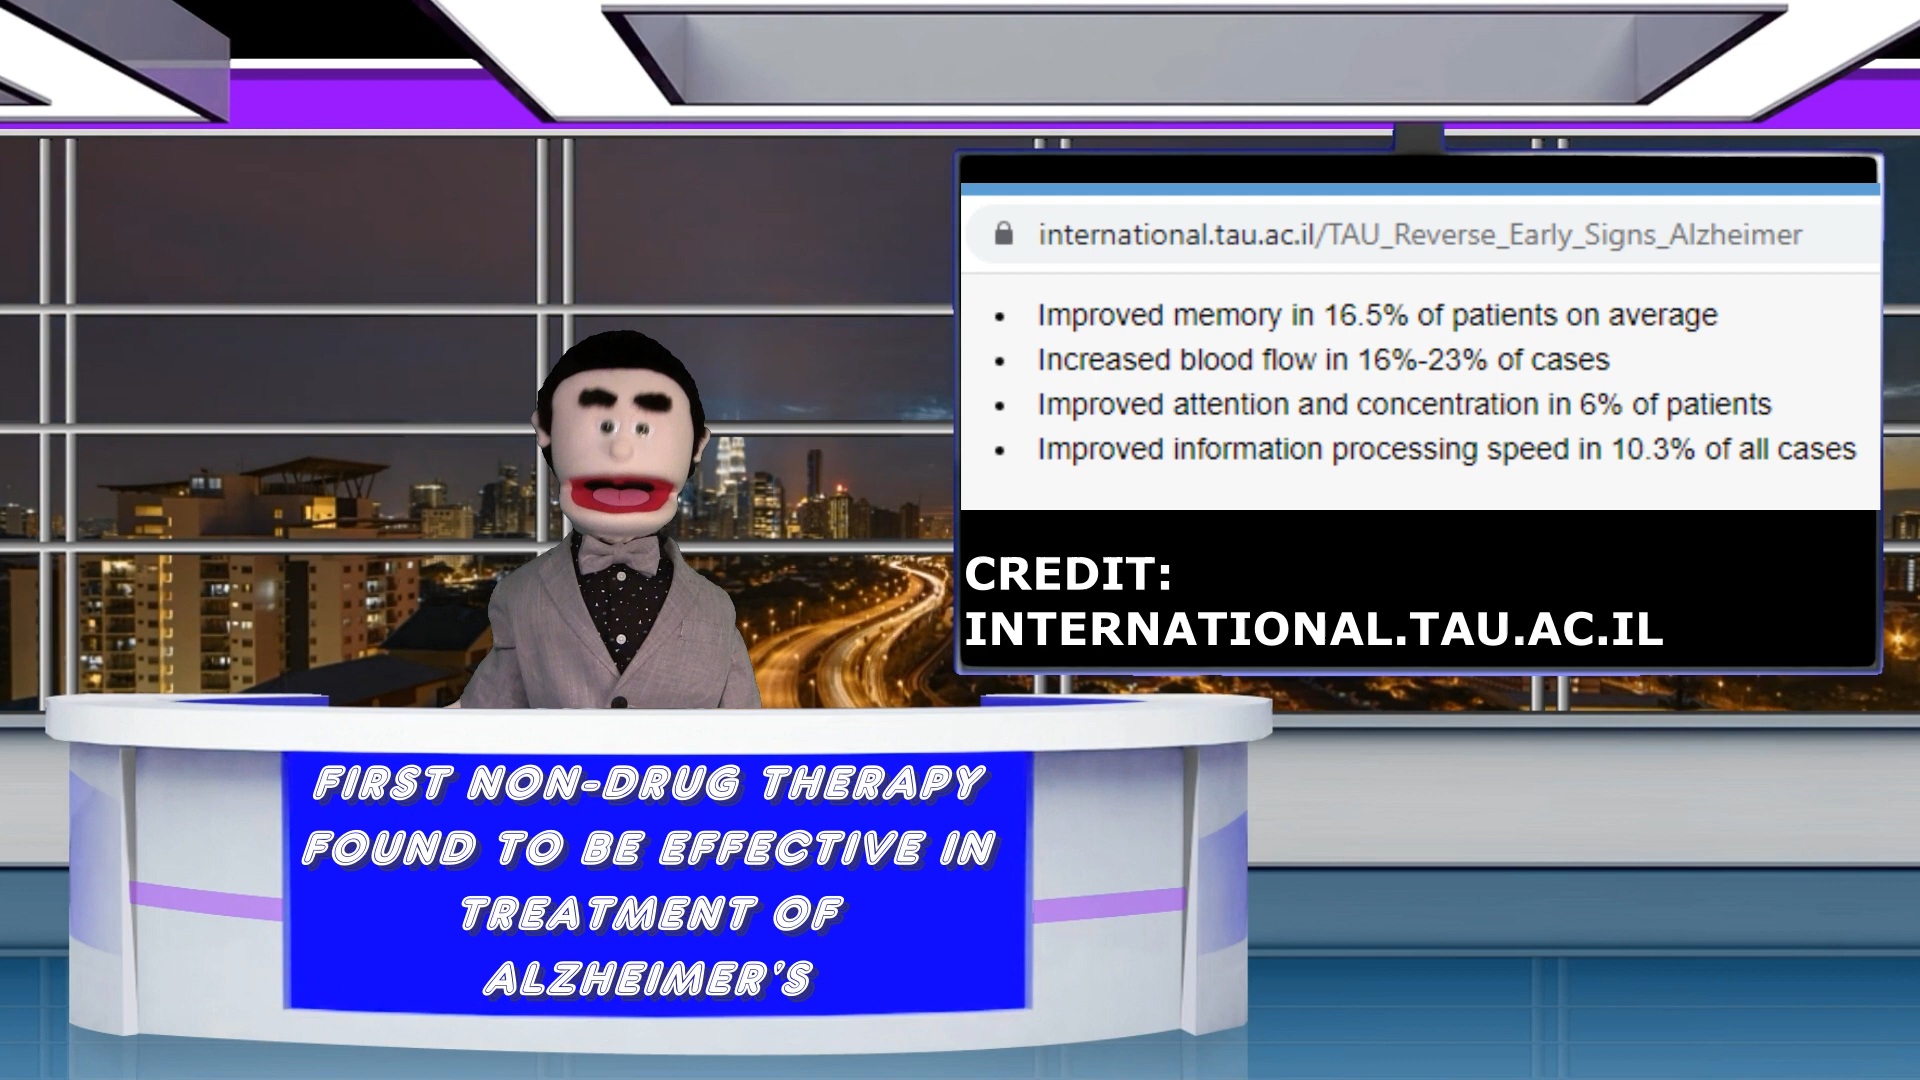 international.tau.ac.il/TAU_Reverse_Early_Signs_Alzheimer
• Improved memory in 16.5% of patients on average
• Increased blood flow in 16%-23% of cases
• Improved attention and concentration in 6% of patients
• Improved information processing speed in 10.3% of all cases
CREDIT:
INTERNATIONAL.TAU.AC.IL
FIRST NON-DRUG THERAPY
FOUND TO BE EFFECTIVE IN
TREATMENT OF
ALZHEIMER'S